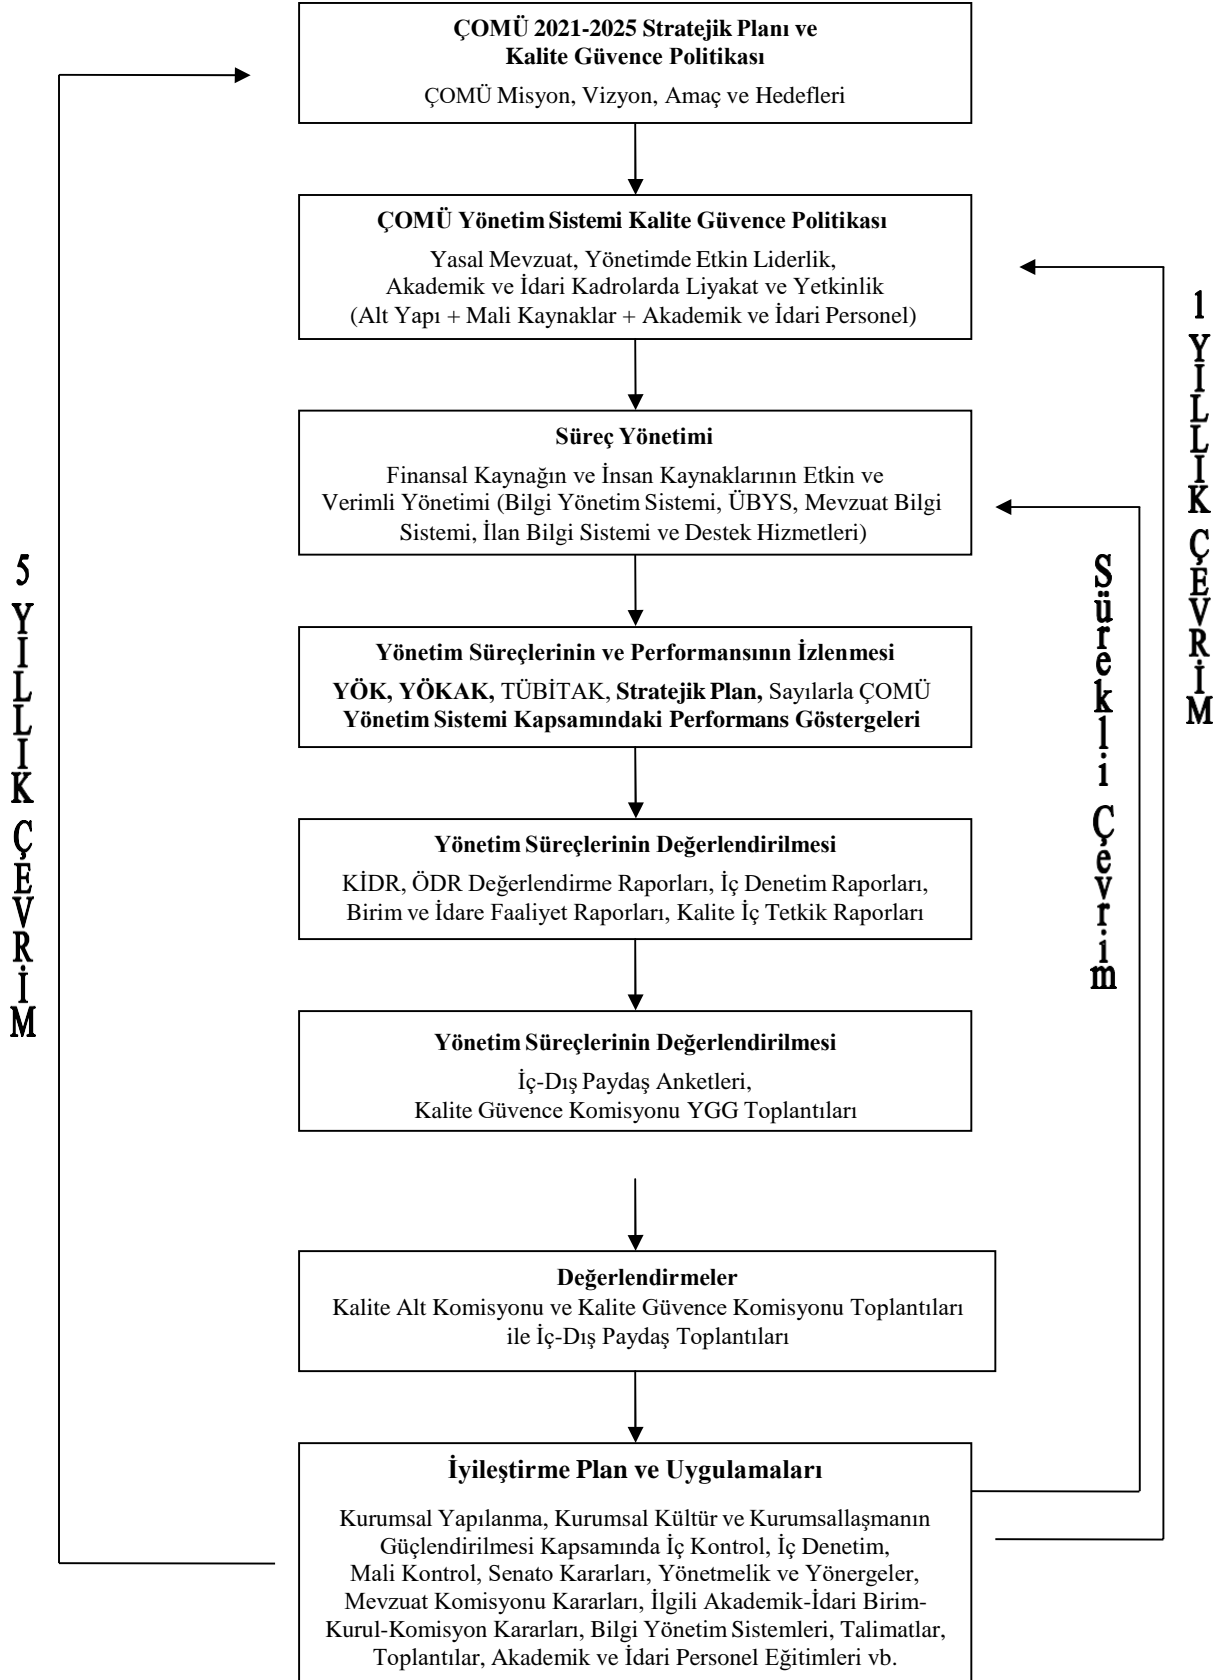 ÇOMÜ 2021-2025 Stratejik Planı ve
Kalite Güvence Politikası
ÇOMÜ Misyon, Vizyon, Amaç ve Hedefleri
ÇOMÜ Yönetim Sistemi Kalite Güvence Politikası
Yasal Mevzuat, Yönetimde Etkin Liderlik,
Akademik ve İdari Kadrolarda Liyakat ve Yetkinlik
(Alt Yapı + Mali Kaynaklar + Akademik ve İdari Personel)
Süreç Yönetimi
Finansal Kaynağın ve İnsan Kaynaklarının Etkin ve
Verimli Yönetimi (Bilgi Yönetim Sistemi, ÜBYS, Mevzuat Bilgi
Sistemi, İlan Bilgi Sistemi ve Destek Hizmetleri)
Yönetim Süreçlerinin ve Performansının İzlenmesi
YÖK, YÖKAK, TÜBİTAK, Stratejik Plan, Sayılarla ÇOMÜ
Yönetim Sistemi Kapsamındaki Performans Göstergeleri
Yönetim Süreçlerinin Değerlendirilmesi
KİDR, ÖDR Değerlendirme Raporları, İç Denetim Raporları,
Birim ve İdare Faaliyet Raporları, Kalite İç Tetkik Raporları
Yönetim Süreçlerinin Değerlendirilmesi
İç-Dış Paydaş Anketleri,
Kalite Güvence Komisyonu YGG Toplantıları
Değerlendirmeler
Kalite Alt Komisyonu ve Kalite Güvence Komisyonu Toplantıları
ile İç-Dış Paydaş Toplantıları
İyileştirme Plan ve Uygulamaları
Kurumsal Yapılanma, Kurumsal Kültür ve Kurumsallaşmanın
Güçlendirilmesi Kapsamında İç Kontrol, İç Denetim,
Mali Kontrol, Senato Kararları, Yönetmelik ve Yönergeler,
Mevzuat Komisyonu Kararları, İlgili Akademik-İdari Birim-
Kurul-Komisyon Kararları, Bilgi Yönetim Sistemleri, Talimatlar,
Toplantılar, Akademik ve İdari Personel Eğitimleri vb.
5 YILLIK ÇEVRİM
Sürekli Çevrim
1 YILLIK ÇEVRİM